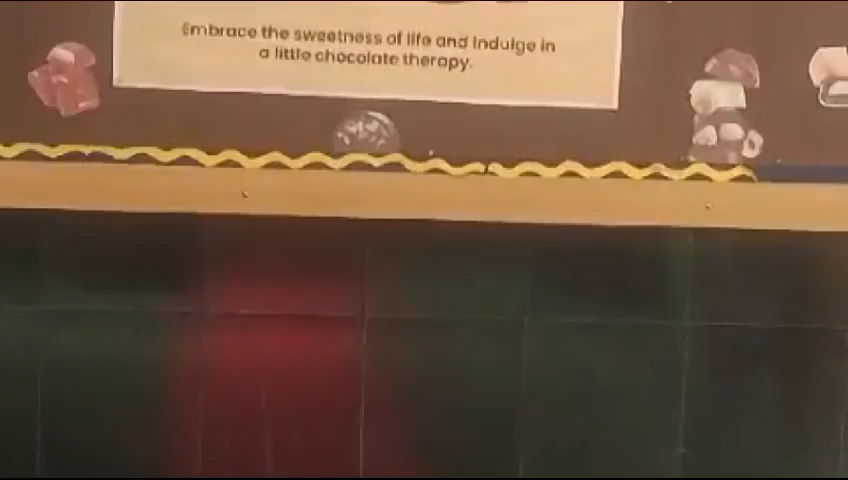 Embrace the sweetness of life and indulge in
a little chocolate therapy.